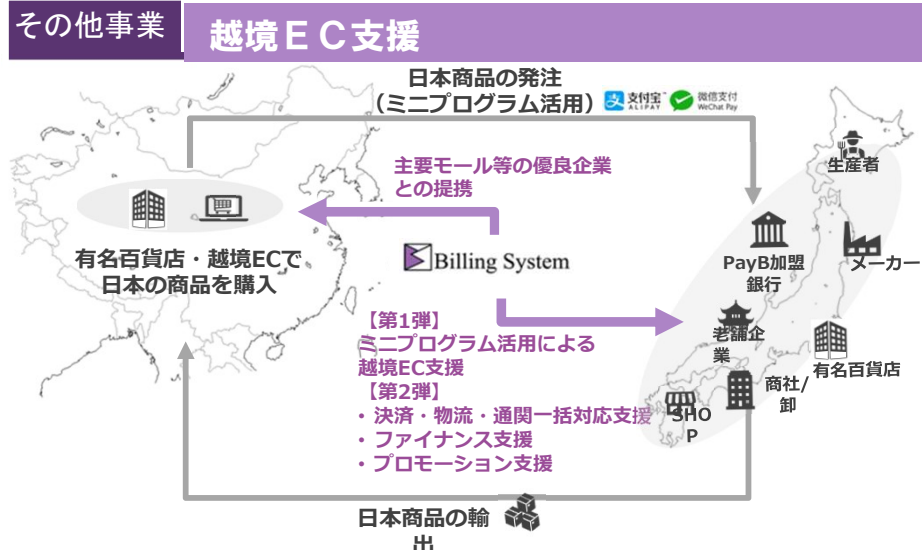 その他事業
越境ＥＣ支援
日本商品の発注
（ミニプログラム活用）
支付宝
ALIPAY
微信支付
WeChat Pay
生産者
主要モール等の優良企業
との提携
有名百貨店・越境ECで
日本の商品を購入
Billing System
PayB加盟
銀行
メーカー
【第1弾】
ミニプログラム活用による
越境EC支援
【第2弾】
・決済・物流・通関一括対応支援
・ファイナンス支援
・プロモーション支援
老舗企
業
有名百貨店
商社/
卸
SHO
P
日本商品の輸
出